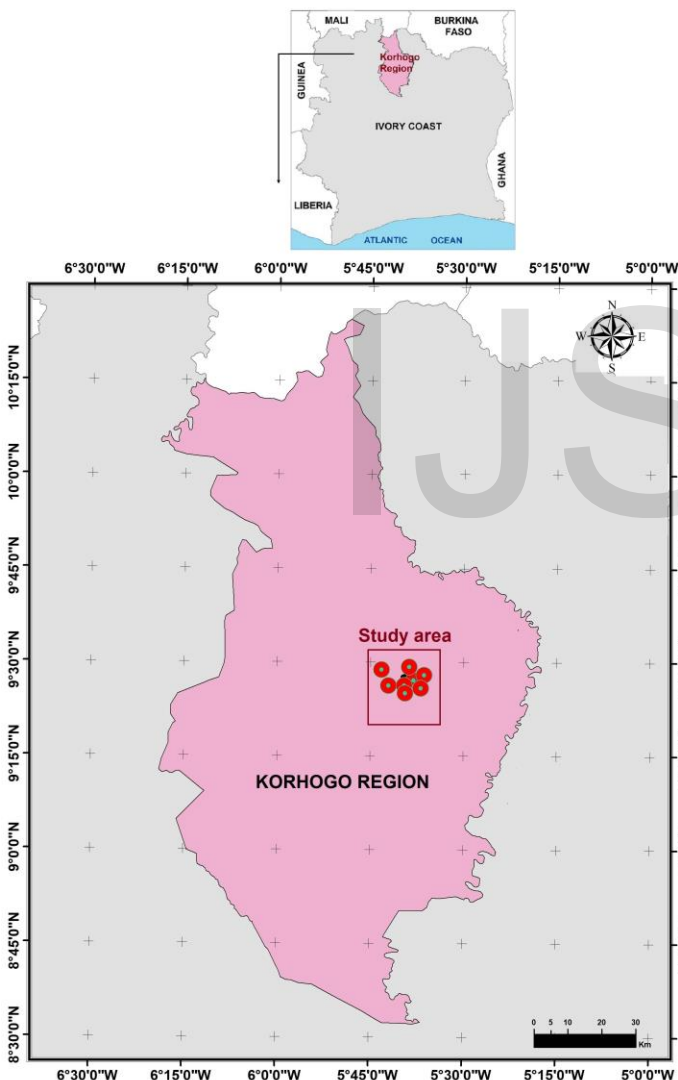 MALI
BURKINA
FASO
Korhogo
Region
GUINEA
IVORY COAST
GHANA
LIBERIA
ATLANTIC OCEAN
6°30'0"W 6°15'0"W 6°0'0"W 5°45'0"W 5°30'0"W 5°15'0"W 5°0'0"W
N
W E
S
IJS
10°15'0"N
10°0'0"N
9°45'0"N
Study area
9°30'0"N
9°15'0"N
KORHOGO REGION
9°0'0"N
8°45'0"N
8°30'0"N
0 5 10 20 30
Km
6°30'0"W 6°15'0"W 6°0'0"W 5°45'0"W 5°30'0"W 5°15'0"W 5°0'0"W